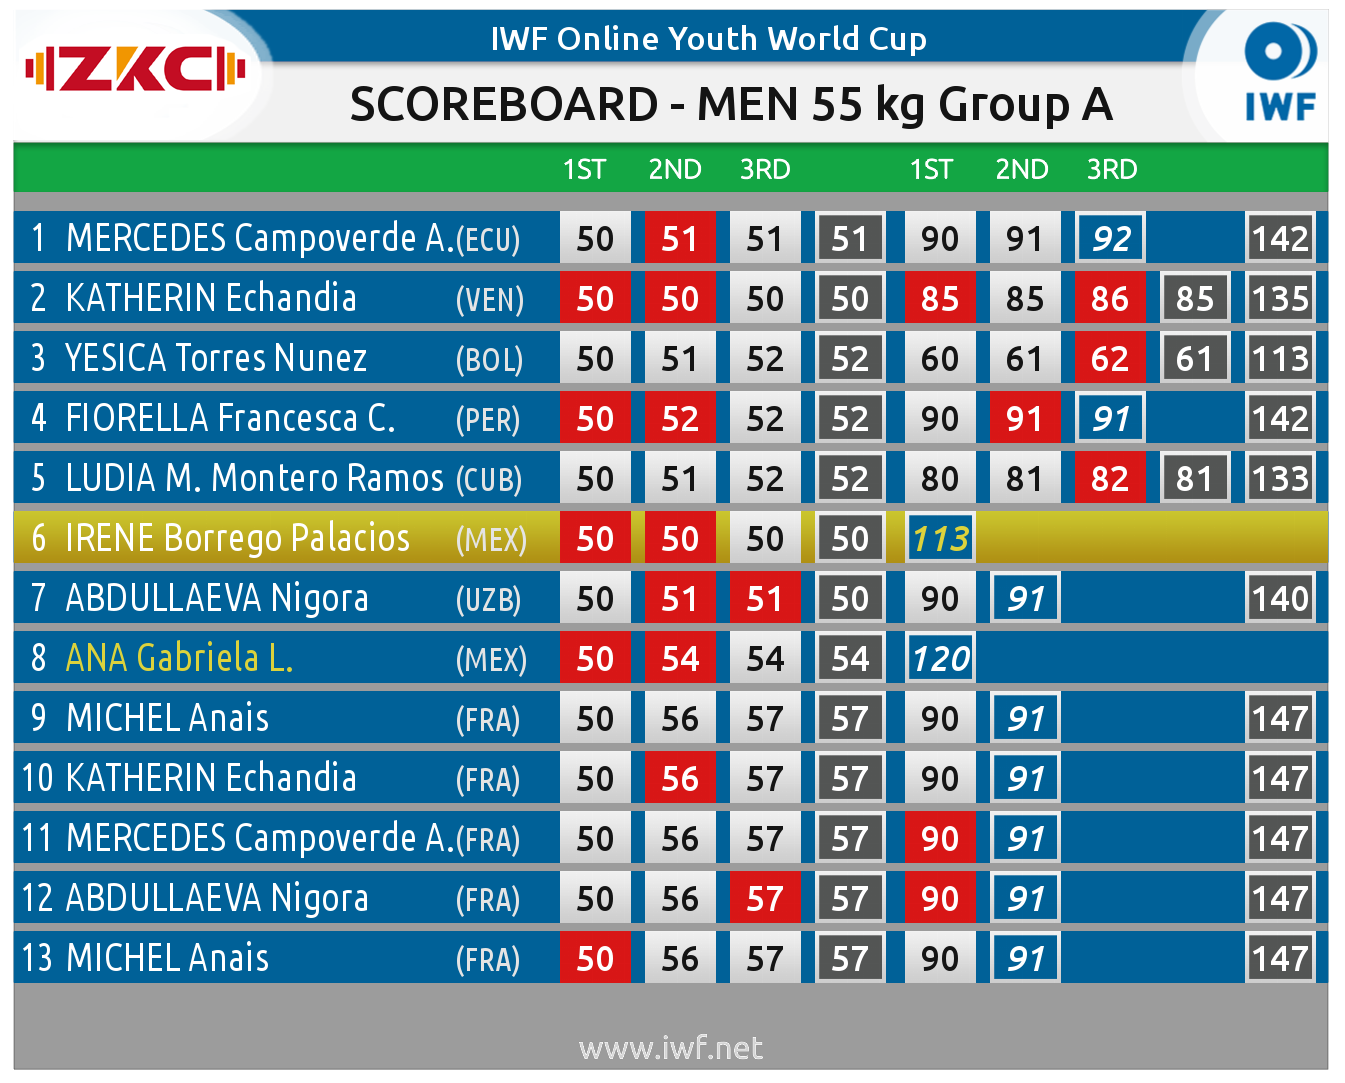 IWF Online Youth World Cup
IZKCI
SCOREBOARD - MEN 55 kg Group A
IWF
1ST 2ND 3RD 1ST 2ND 3RD
1 MERCEDES Campoverde A.(ECU) 50 51 51 51 90 91 92 142
2 KATHERIN Echandia (VEN) 50 50 50 50 85 85 86 85 135
3 YESICA Torres Nunez (BOL) 50 51 52 52 60 61 62 61 113
4 FIORELLA Francesca C. (PER) 50 52 52 52 90 91 91 142
5 LUDIA M. Montero Ramos (CUB) 50 51 52 52 80 81 82 81 133
6 IRENE Borrego Palacios (MEX) 50 50 50 50 113
7 ABDULLAEVA Nigora (UZB) 50 51 51 50 90 91 140
8 ANA Gabriela L. (MEX) 50 54 54 54 120
9 MICHEL Anais (FRA) 50 56 57 57 90 91 147
10 KATHERIN Echandia (FRA) 50 56 57 57 90 91 147
11 MERCEDES Campoverde A.(FRA) 50 56 57 57 90 91 147
12 ABDULLAEVA Nigora (FRA) 50 56 57 57 90 91 147
13 MICHEL Anais (FRA) 50 56 57 57 90 91 147
www.iwf.net